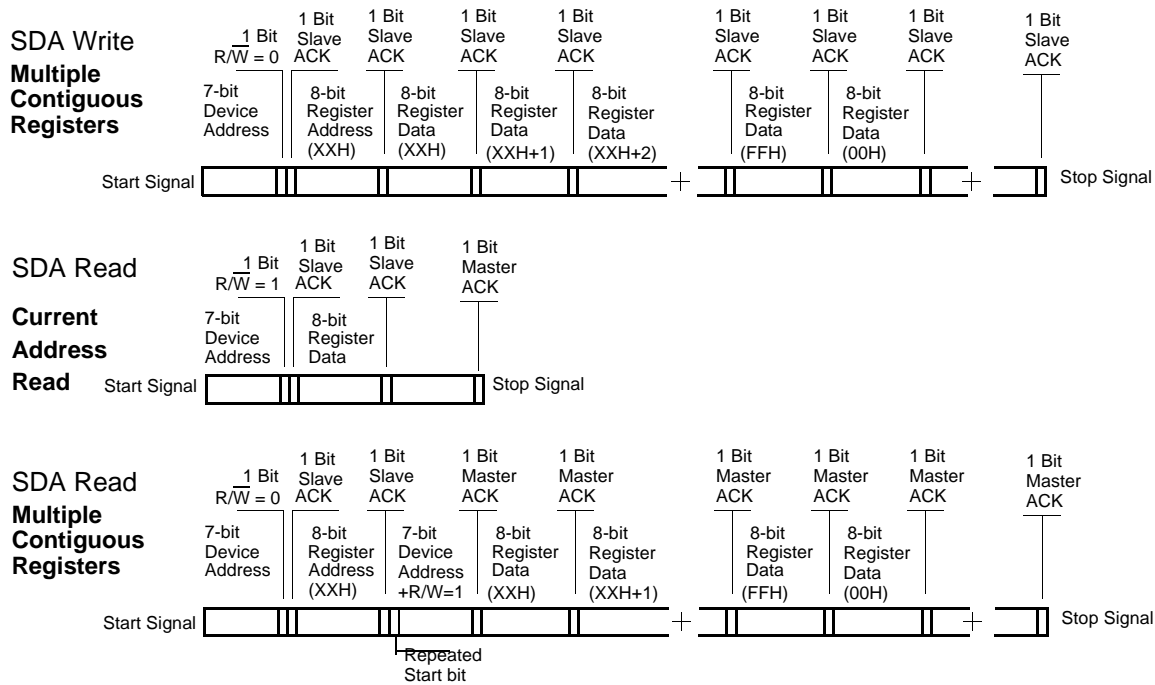 SDA Write
Multiple
Contiguous
Registers
1 Bit
R/W = 0
1 Bit
Slave
ACK
1 Bit
Slave
ACK
1 Bit
Slave
ACK
1 Bit
Slave
ACK
1 Bit
Slave
ACK
1 Bit
Slave
ACK
1 Bit
Slave
ACK
1 Bit
Slave
ACK
7-bit
Device
Address
8-bit
Register
Address
(XXH)
8-bit
Register
Data
(XXH)
8-bit
Register
Data
(XXH+1)
8-bit
Register
Data
(XXH+2)
8-bit
Register
Data
(FFH)
8-bit
Register
Data
(00H)
Start Signal
Stop Signal
SDA Read
Current
Address
Read
1 Bit
R/W = 1
1 Bit
Slave
ACK
1 Bit
Slave
ACK
1 Bit
Master
ACK
7-bit
Device
Address
8-bit
Register
Data
Start Signal
Stop Signal
SDA Read
Multiple
Contiguous
Registers
1 Bit
R/W = 0
1 Bit
Slave
ACK
1 Bit
Slave
ACK
1 Bit
Master
ACK
1 Bit
Master
ACK
1 Bit
Master
ACK
1 Bit
Master
ACK
1 Bit
Master
ACK
1 Bit
Master
ACK
7-bit
Device
Address
8-bit
Register
Address
(XXH)
7-bit
Device
Address
+R/W=1
8-bit
Register
Data
(XXH)
8-bit
Register
Data
(XXH+1)
8-bit
Register
Data
(FFH)
8-bit
Register
Data
(00H)
Start Signal
Stop Signal
Repeated
Start bit